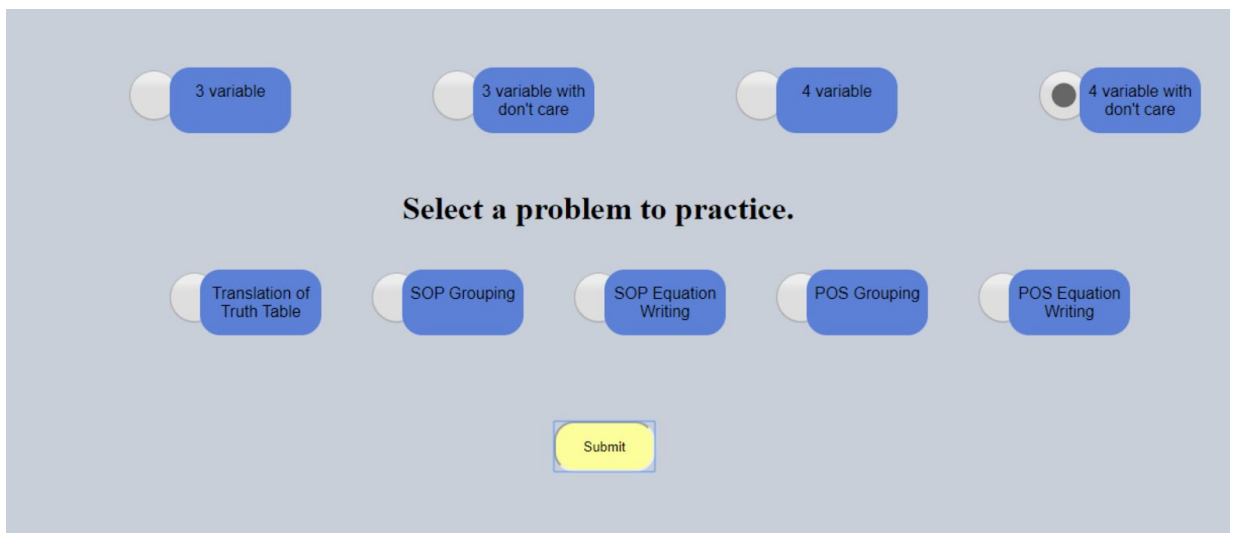 3 variable
3 variable with
don't care
4 variable
4 variable with
don't care
Select a problem to practice.
Translation of
Truth Table
SOP Grouping
SOP Equation
Writing
POS Grouping
POS Equation
Writing
Submit